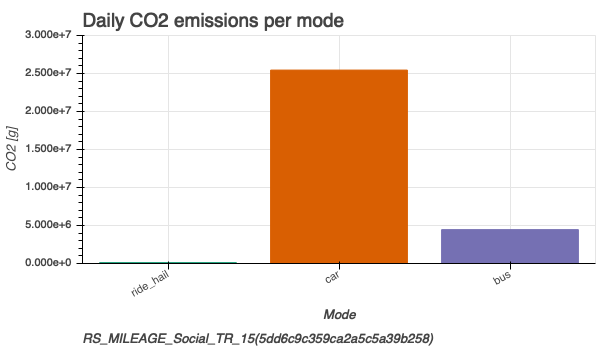 Daily CO2 emissions per mode
3.000e+7
2.500e+7
2.000e+7
1.500e+7
1.000e+7
5.000e+6
0.000e+0
CO2 [g]
ride_hail
car
bus
Mode
RS_MILEAGE_Social_TR_15(5dd6c9c359ca2a5c5a39b258)